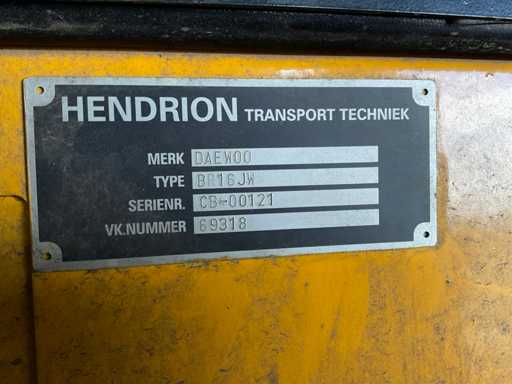 HENDRION TRANSPORT TECHNIEK
MERK DAEWOO
TYPE BR16JW
SERIENR. CB-00121
VK.NUMMER 69318